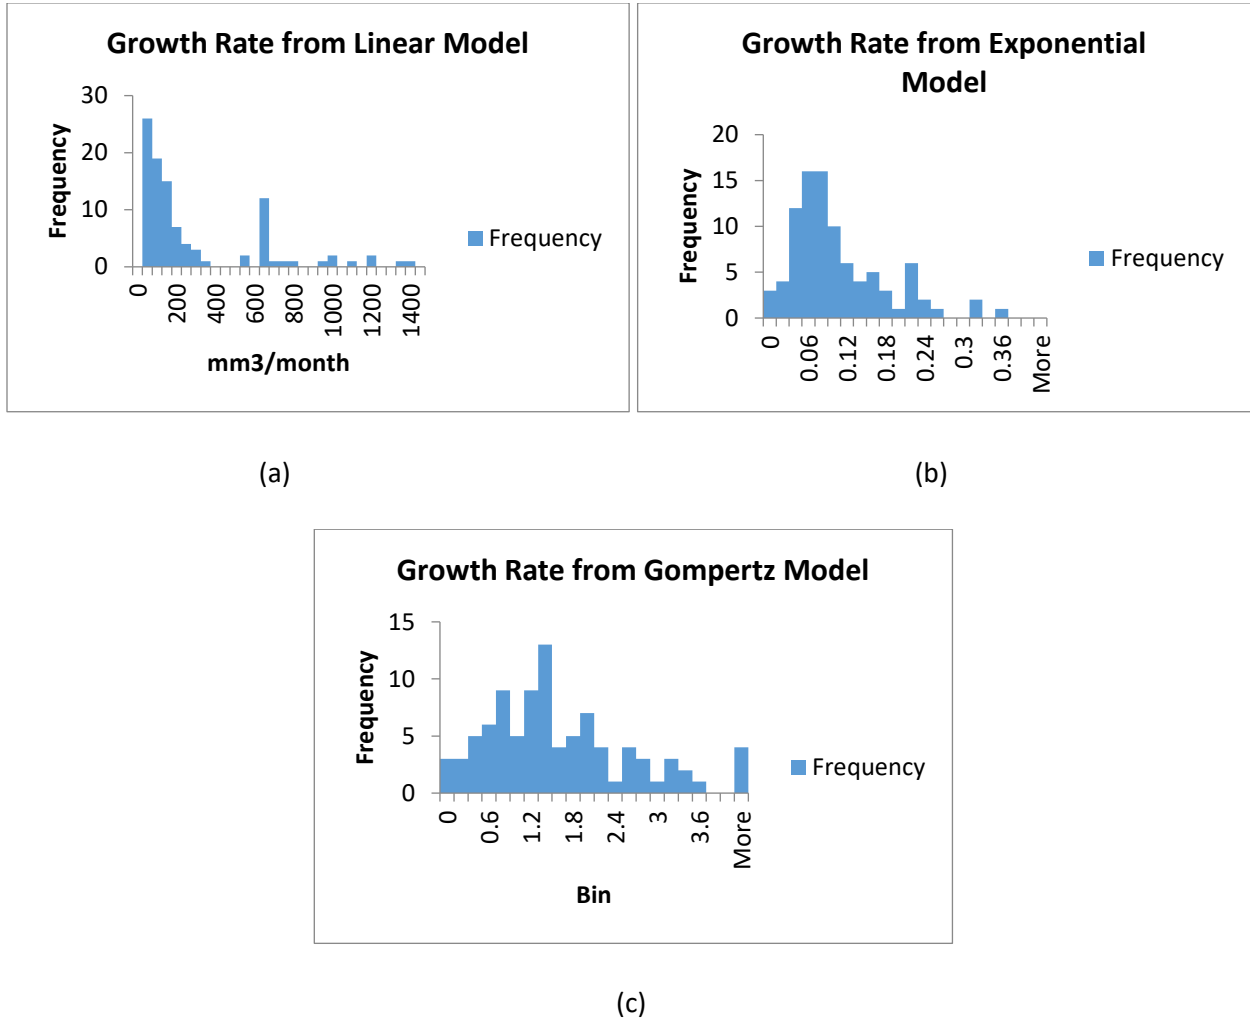 Growth Rate from Linear Model
30
20
10
0
Frequency
0
200
400
600
800
1000
1200
1400
mm3/month
Frequency
(a)
Growth Rate from Exponential
Model
20
15
10
5
0
Frequency
0
0.06
0.12
0.18
0.24
0.3
0.36
More
Frequency
(b)
Growth Rate from Gompertz Model
15
10
5
0
Frequency
0
0.6
1.2
1.8
2.4
3
3.6
More
Bin
Frequency
(c)